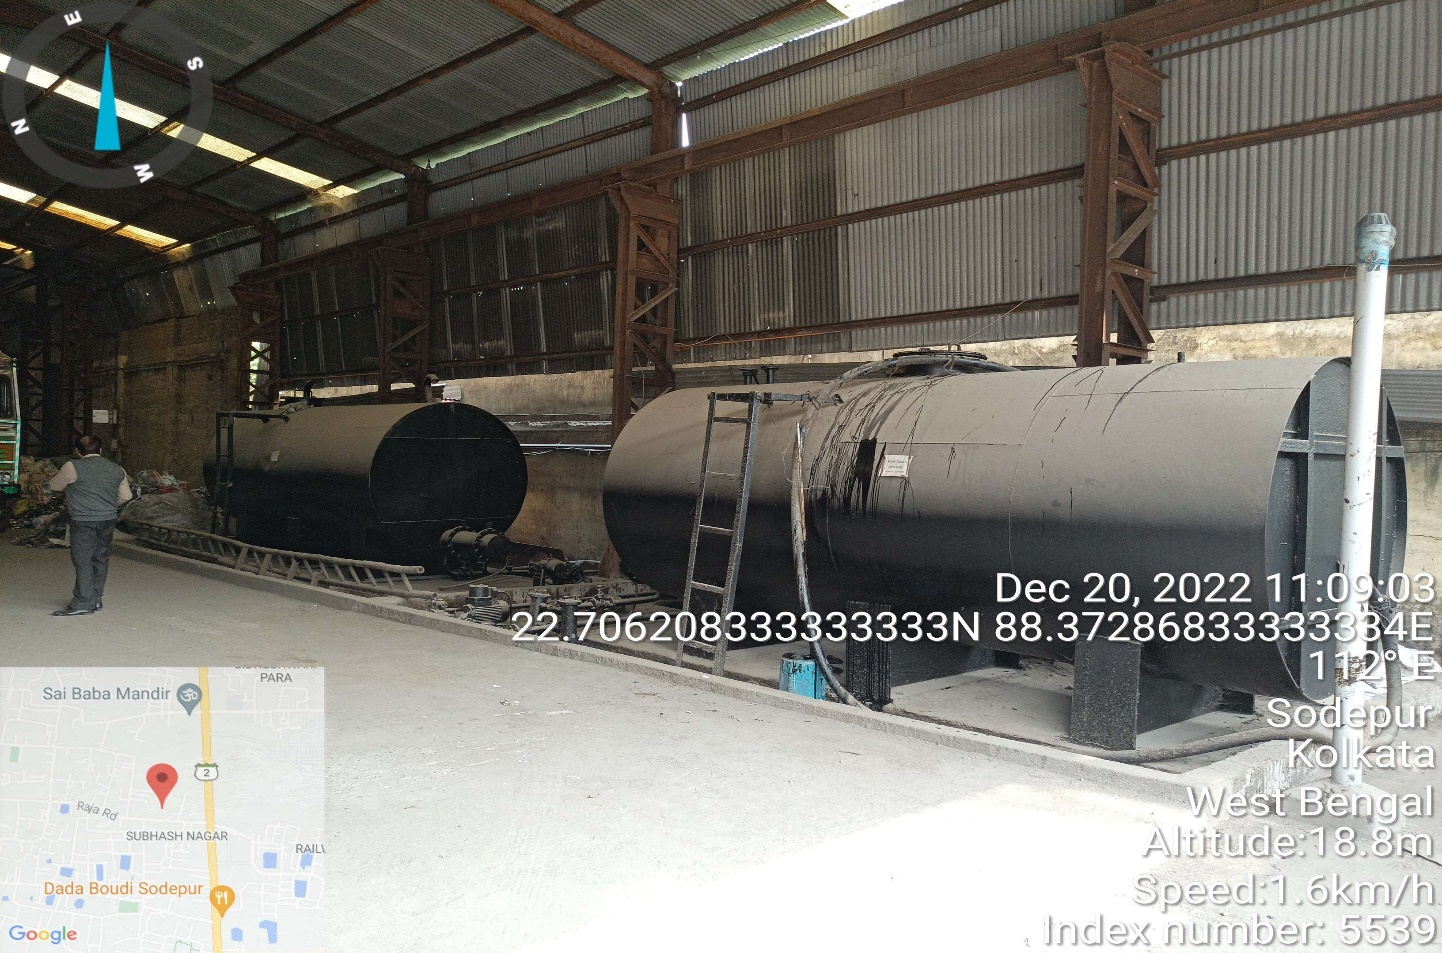 E
S
N
W
Dec 20, 2022 11:09:03
22.706208333333333N 88.37286833333334E
112° E
Sodepur
Kolkata
West Bengal
Altitude:18.8m
Speed:1.6km/h
Index number: 5539
PARA
Sai Baba Mandir
2
Raja Rd
SUBHASH NAGAR
RAIL
Dada Boudi Sodepur
Google